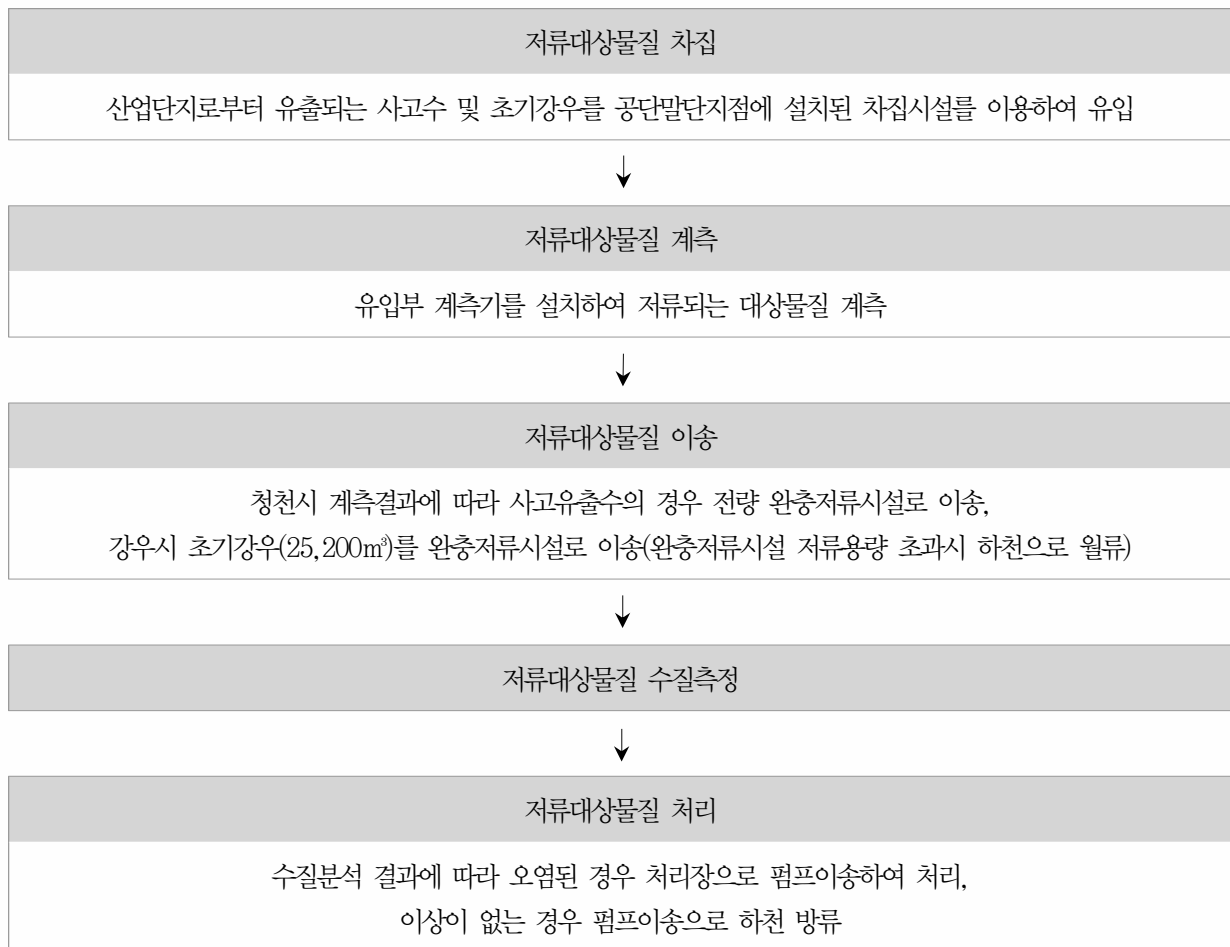 저류대상물질 차집
산업단지로부터 유출되는 사고수 및 초기강우를 공단말단지점에 설치된 차집시설를 이용하여 유입
↓
저류대상물질 계측
유입부 계측기를 설치하여 저류되는 대상물질 계측
↓
저류대상물질 이송
청천시 계측결과에 따라 사고유출수의 경우 전량 완충저류시설로 이송,
강우시 초기강우(25,200㎥)를 완충저류시설로 이송(완충저류시설 저류용량 초과시 하천으로 월류)
↓
저류대상물질 수질측정
↓
저류대상물질 처리
수질분석 결과에 따라 오염된 경우 처리장으로 펌프이송하여 처리,
이상이 없는 경우 펌프이송으로 하천 방류